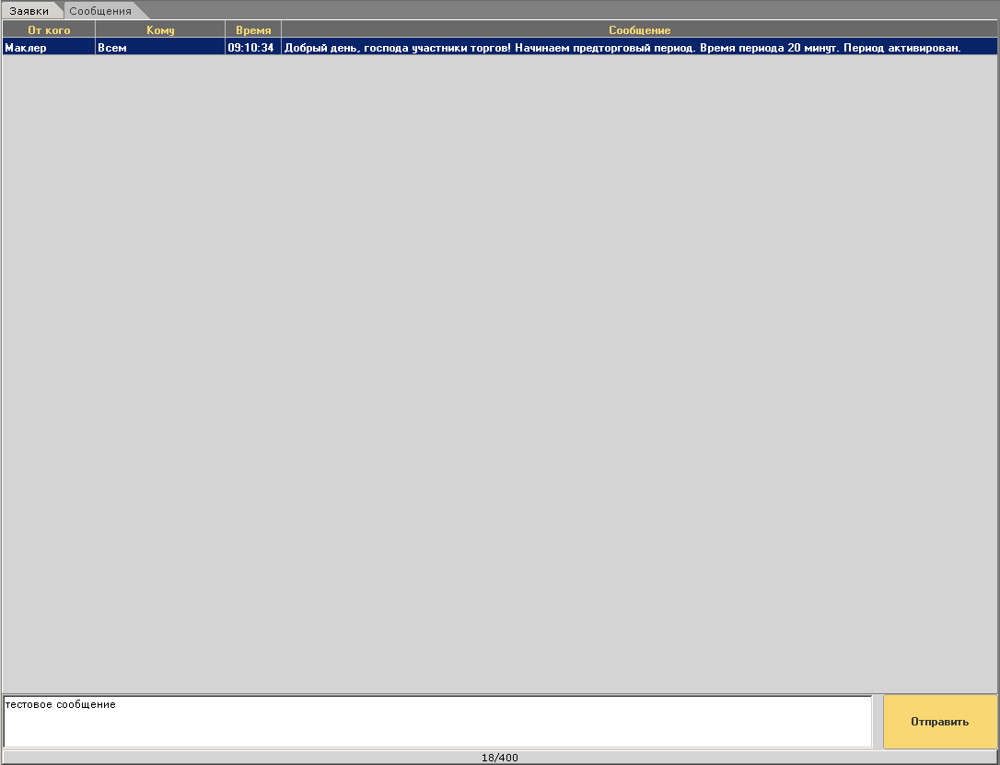 Заявки Сообщения
От кого Кому Время Сообщение
Маклер Всем 09:10:34 Добрый день, господа участники торгов! Начинаем предторговый период. Время периода 20 минут. Период активирован.
тестовое сообщение
Отправить
18/400